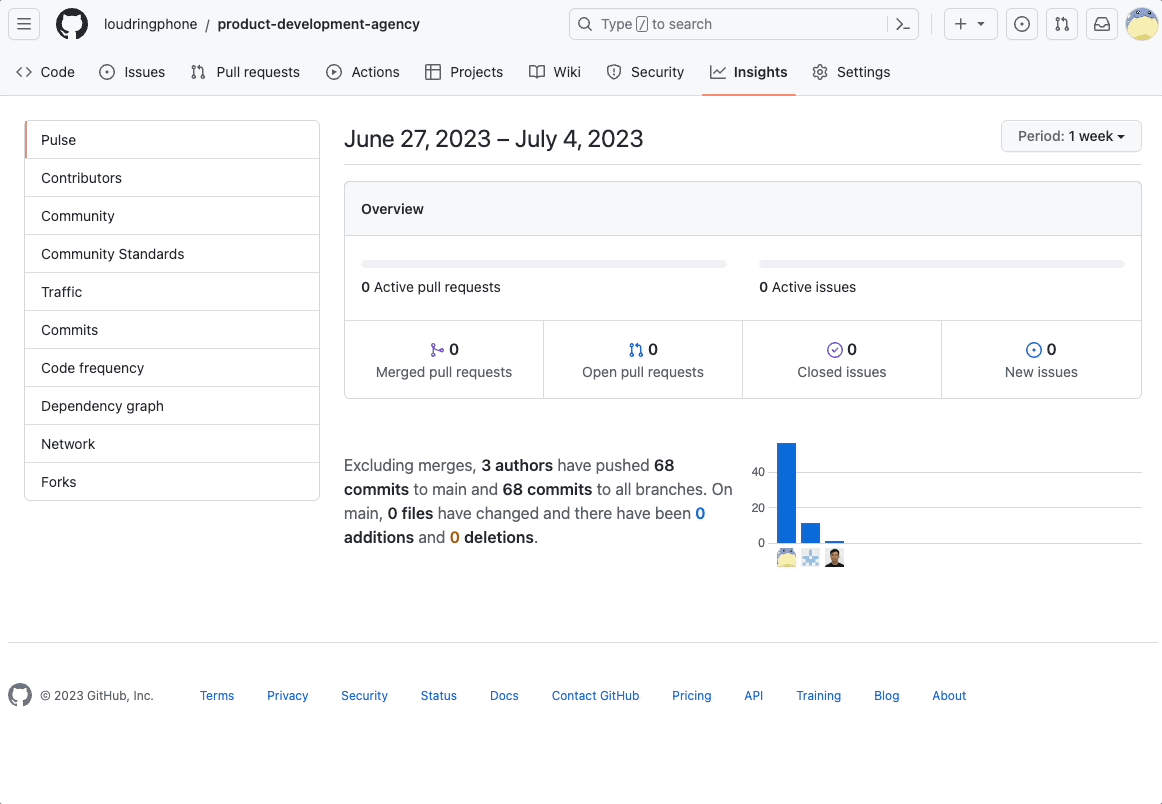 loudringphone / product-development-agency
Type / to search
Code
Issues
Pull requests
Actions
Projects
Wiki
Security
Insights
Settings
Pulse
Contributors
Community
Community Standards
Traffic
Commits
Code frequency
Dependency graph
Network
Forks
June 27, 2023 – July 4, 2023
Period: 1 week
Overview
0 Active pull requests
0 Active issues
0
Merged pull requests
0
Open pull requests
0
Closed issues
0
New issues
Excluding merges, 3 authors have pushed 68
commits to main and 68 commits to all branches. On
main, 0 files have changed and there have been 0
additions and 0 deletions.
40
20
0
© 2023 GitHub, Inc.
Terms
Privacy
Security
Status
Docs
Contact GitHub
Pricing
API
Training
Blog
About